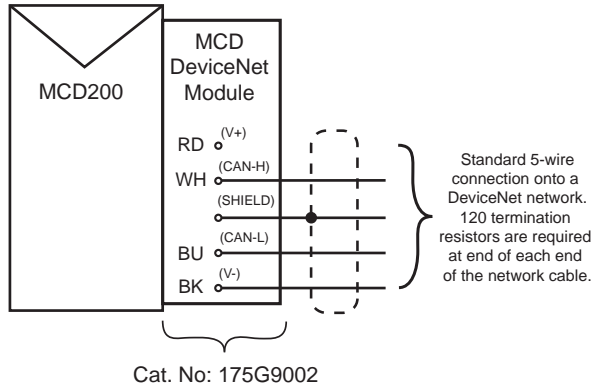 MCD200
MCD
DeviceNet
Module
RD (V+)
WH (CAN-H)
(SHIELD)
BU (CAN-L)
BK (V-)
Standard 5-wire
connection onto a
DeviceNet network.
120 termination
resistors are required
at end of each end
of the network cable.
Cat. No: 175G9002